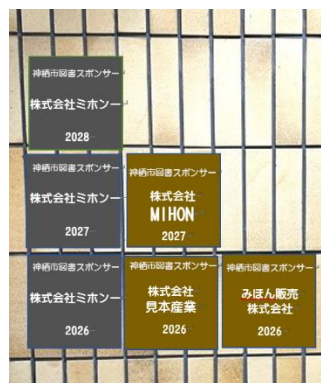 神栖市図書スポンサー
株式会社ミホンー
2028
神栖市図書スポンサー
株式会社ミホンー
2027
神栖市図書スポンサー
株式会社
MIHON
2027
神栖市図書スポンサー
株式会社ミホンー
2026
神栖市図書スポンサー
株式会社
見本産業
2026
神栖市図書スポンサー
みほん販売
株式会社
2026